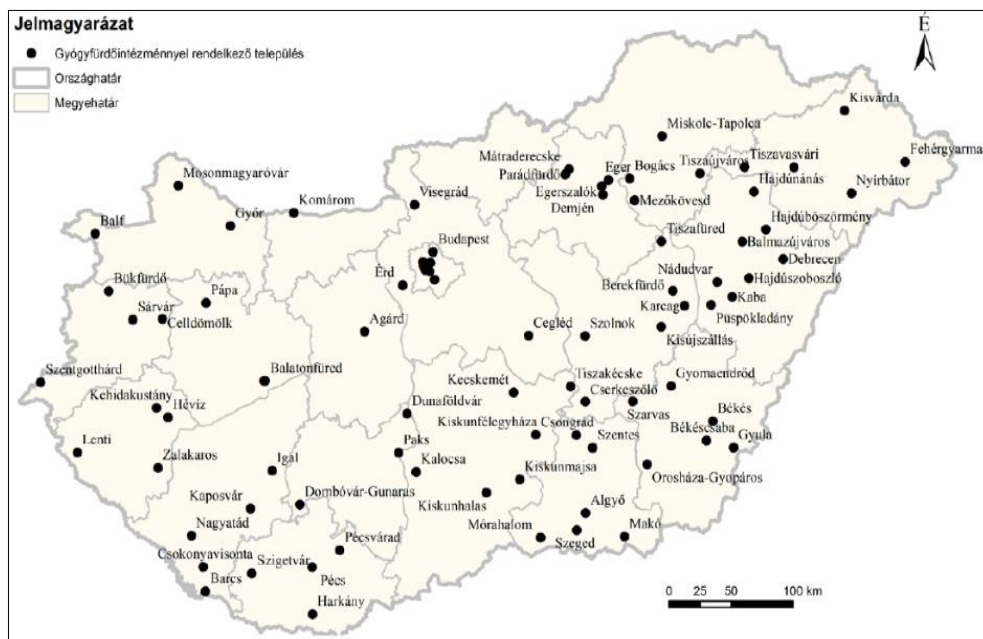 Jelmagyarázat
Gyógyfürdőintézménnyel rendelkező település
Országhatár
Megyehatár
É
Kisvárda
Miskolc-Tapolca
Fehérgyarma
Mátraderecske
Parádfürdő
Eger
Bogács
Tiszaújváros
Tiszavasvári
Mosonmagyaróvár
Visegrád
Egerszalók
Demjén
Hajdúnánás
Nyírbátor
Komárom
Mezőkövesd
Balf
Győr
Hajdúböszörmény
Budapest
Tiszafüred
Balmazújváros
Debrecen
Bükfürdő
Érd
Nádudvar
Hajdúszoboszló
Pápa
Berekfürdő
Kaba
Sárvár
Celldömölk
Karcag
Püspökladány
Agárd
Cegléd
Szolnok
Kisújszállás
Szentgotthárd
Balatonfüred
Kecskemét
Tiszakécske
Gyomaendrőd
Kehidakustány
Hévíz
Dunaföldvár
Cserkeszőlő
Szarvas
Kiskunfélegyháza
Csongrád
Békés
Békéscsaba
Lenti
Paks
Szentes
Gyula
Zalakaros
Igal
Kalocsa
Kiskunmajsa
Orosháza-Gyopáros
Kaposvár
Dombóvár-Gunaras
Kiskunhalas
Algyő
Nagyatád
Mórahalom
Makó
Pécsvárad
Szeged
Csokonyavisonta
Szigetvár
Barcs
Pécs
Harkány
0 25 50 100 km